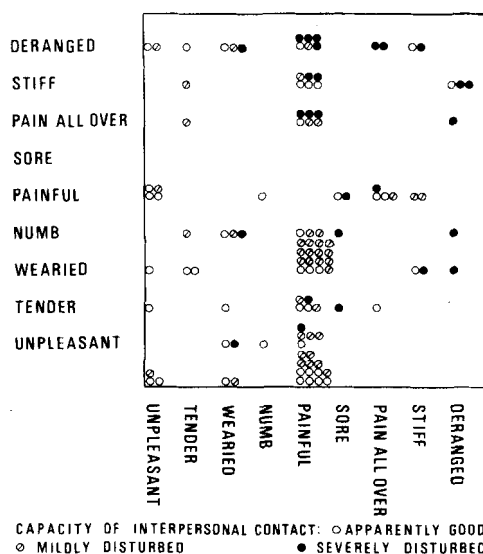 DERANGED
STIFF
PAIN ALL OVER
SORE
PAINFUL
NUMB
WEARIED
TENDER
UNPLEASANT
UNPLEASANT
TENDER
WEARIED
NUMB
PAINFUL
SORE
PAIN ALL OVER
STIFF
DERANGED
CAPACITY OF INTERPERSONAL CONTACT: APPARENTLY GOOD
MILDLY DISTURBED SEVERELY DISTURBED